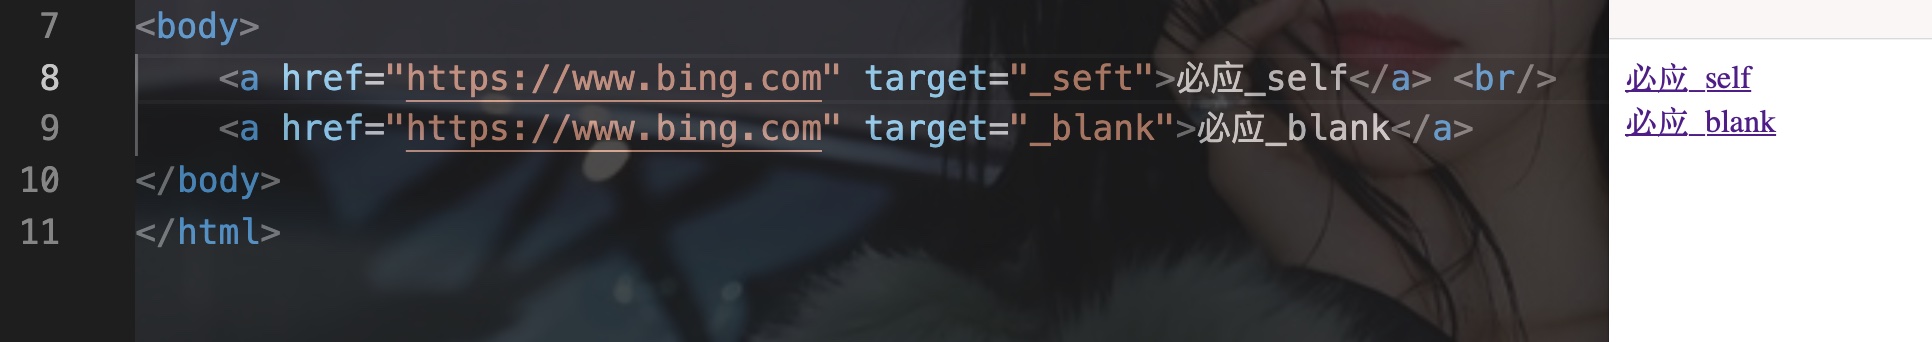 7 <body>
8 <a href="https://www.bing.com" target="_seft">必应_self</a> <br/>
9 <a href="https://www.bing.com" target="_blank">必应_blank</a>
10 </body>
11 </html>
必应_self
必应_blank